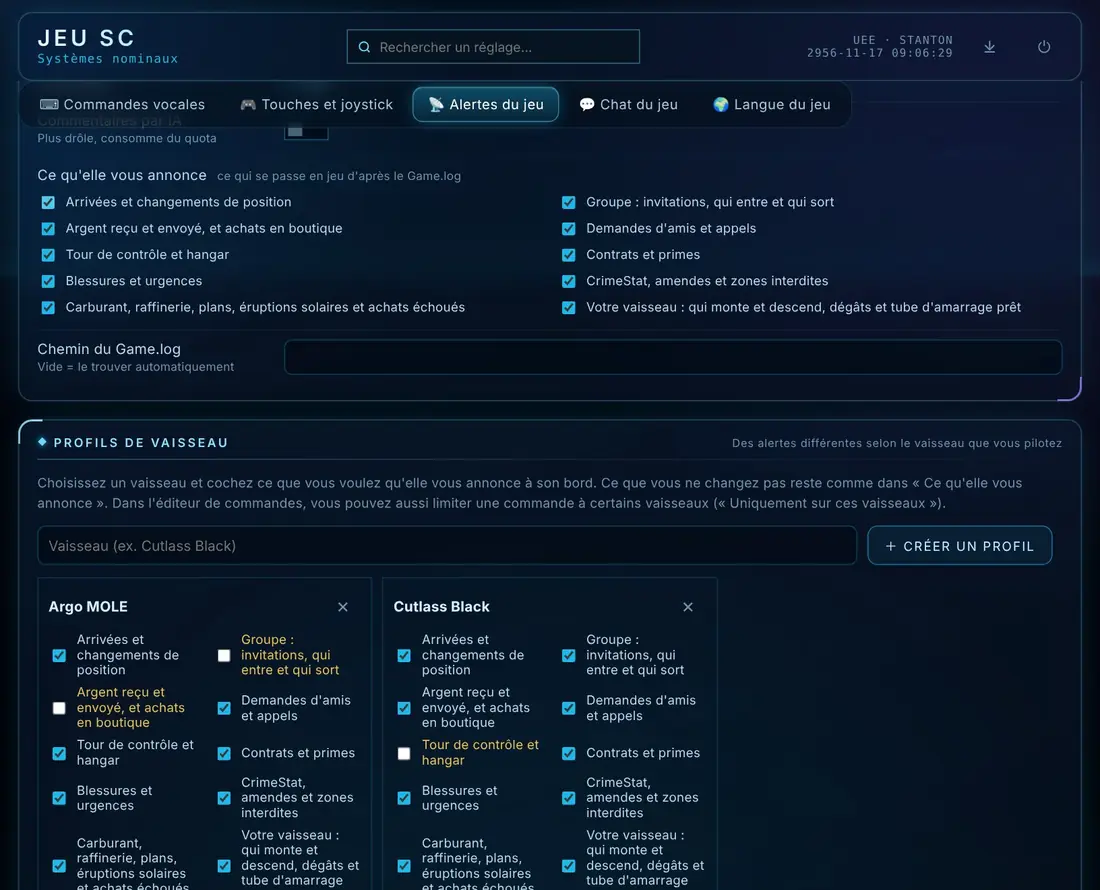 JEU SC
Systèmes nominaux
Rechercher un réglage...
UEE · STANTON
2956-11-17 09:06:29
Commandes vocales
Touches et joystick
Alertes du jeu
Chat du jeu
Langue du jeu
Commentaires par IA
Plus drôle, consomme du quota
Ce qu'elle vous annonce ce qui se passe en jeu d'après le Game.log
Arrivées et changements de position
Groupe : invitations, qui entre et qui sort
Argent reçu et envoyé, et achats en boutique
Demandes d'amis et appels
Tour de contrôle et hangar
Contrats et primes
Blessures et urgences
CrimeStat, amendes et zones interdites
Carburant, raffinerie, plans, éruptions solaires et achats échoués
Votre vaisseau : qui monte et descend, dégâts et tube d'amarrage prêt
Chemin du Game.log
Vide = le trouver automatiquement
PROFILS DE VAISSEAU
Des alertes différentes selon le vaisseau que vous pilotez
Choisissez un vaisseau et cochez ce que vous voulez qu'elle vous annonce à son bord. Ce que vous ne changez pas reste comme dans « Ce qu'elle vous
annonce ». Dans l'éditeur de commandes, vous pouvez aussi limiter une commande à certains vaisseaux (« Uniquement sur ces vaisseaux »).
Vaisseau (ex. Cutlass Black)
+ CRÉER UN PROFIL
Argo MOLE
Arrivées et
changements de
position
Groupe :
invitations, qui
entre et qui sort
Argent reçu et
envoyé, et achats
en boutique
Demandes d'amis
et appels
Tour de contrôle et
hangar
Contrats et primes
Blessures et
urgences
CrimeStat,
amendes et zones
interdites
Carburant,
raffinerie, plans,
éruptions solaires
et achats échoués
Votre vaisseau :
qui monte et
descend, dégâts et
tube d'amarrage
Cutlass Black
Arrivées et
changements de
position
Groupe :
invitations, qui
entre et qui sort
Argent reçu et
envoyé, et achats
en boutique
Demandes d'amis
et appels
Tour de contrôle et
hangar
Contrats et primes
Blessures et
urgences
CrimeStat,
amendes et zones
interdites
Carburant,
raffinerie, plans,
éruptions solaires
et achats échoués
Votre vaisseau :
qui monte et
descend, dégâts et
tube d'amarrage